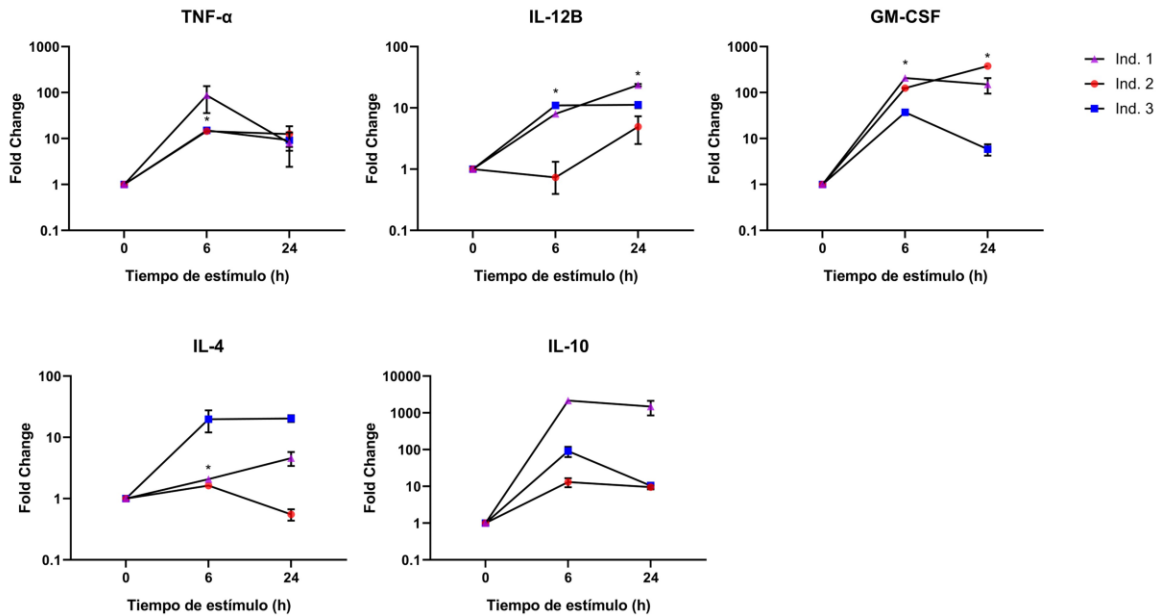 TNF-α
1000
100
10
1
0.1
Fold Change
*
0
6
24
Tiempo de estímulo (h)
IL-12B
100
10
1
0.1
Fold Change
*
*
0
6
24
Tiempo de estímulo (h)
GM-CSF
1000
100
10
1
0.1
Fold Change
*
*
0
6
24
Tiempo de estímulo (h)
Ind. 1
Ind. 2
Ind. 3
IL-4
100
10
1
0.1
Fold Change
*
0
6
24
Tiempo de estímulo (h)
IL-10
10000
1000
100
10
1
0.1
Fold Change
0
6
24
Tiempo de estímulo (h)